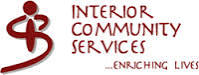 INTERIOR
COMMUNITY
SERVICES
...ENRICHING LIVES